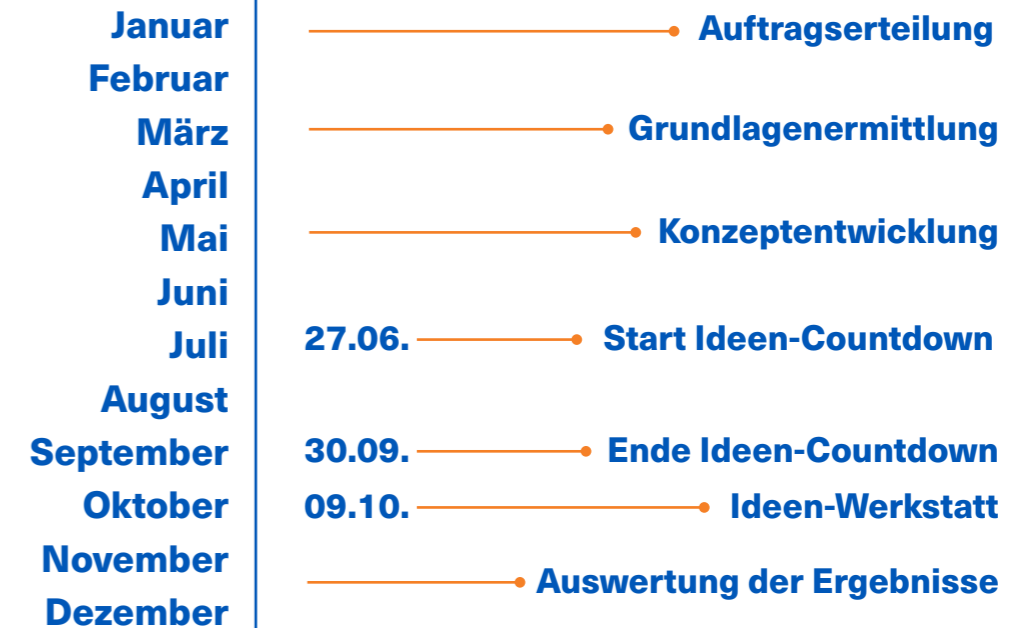 Januar
Auftragserteilung
Februar
März
Grundlagenermittlung
April
Mai
Konzeptentwicklung
Juni
Juli
27.06. Start Ideen-Countdown
August
September
30.09. Ende Ideen-Countdown
Oktober
09.10. Ideen-Werkstatt
November
Auswertung der Ergebnisse
Dezember